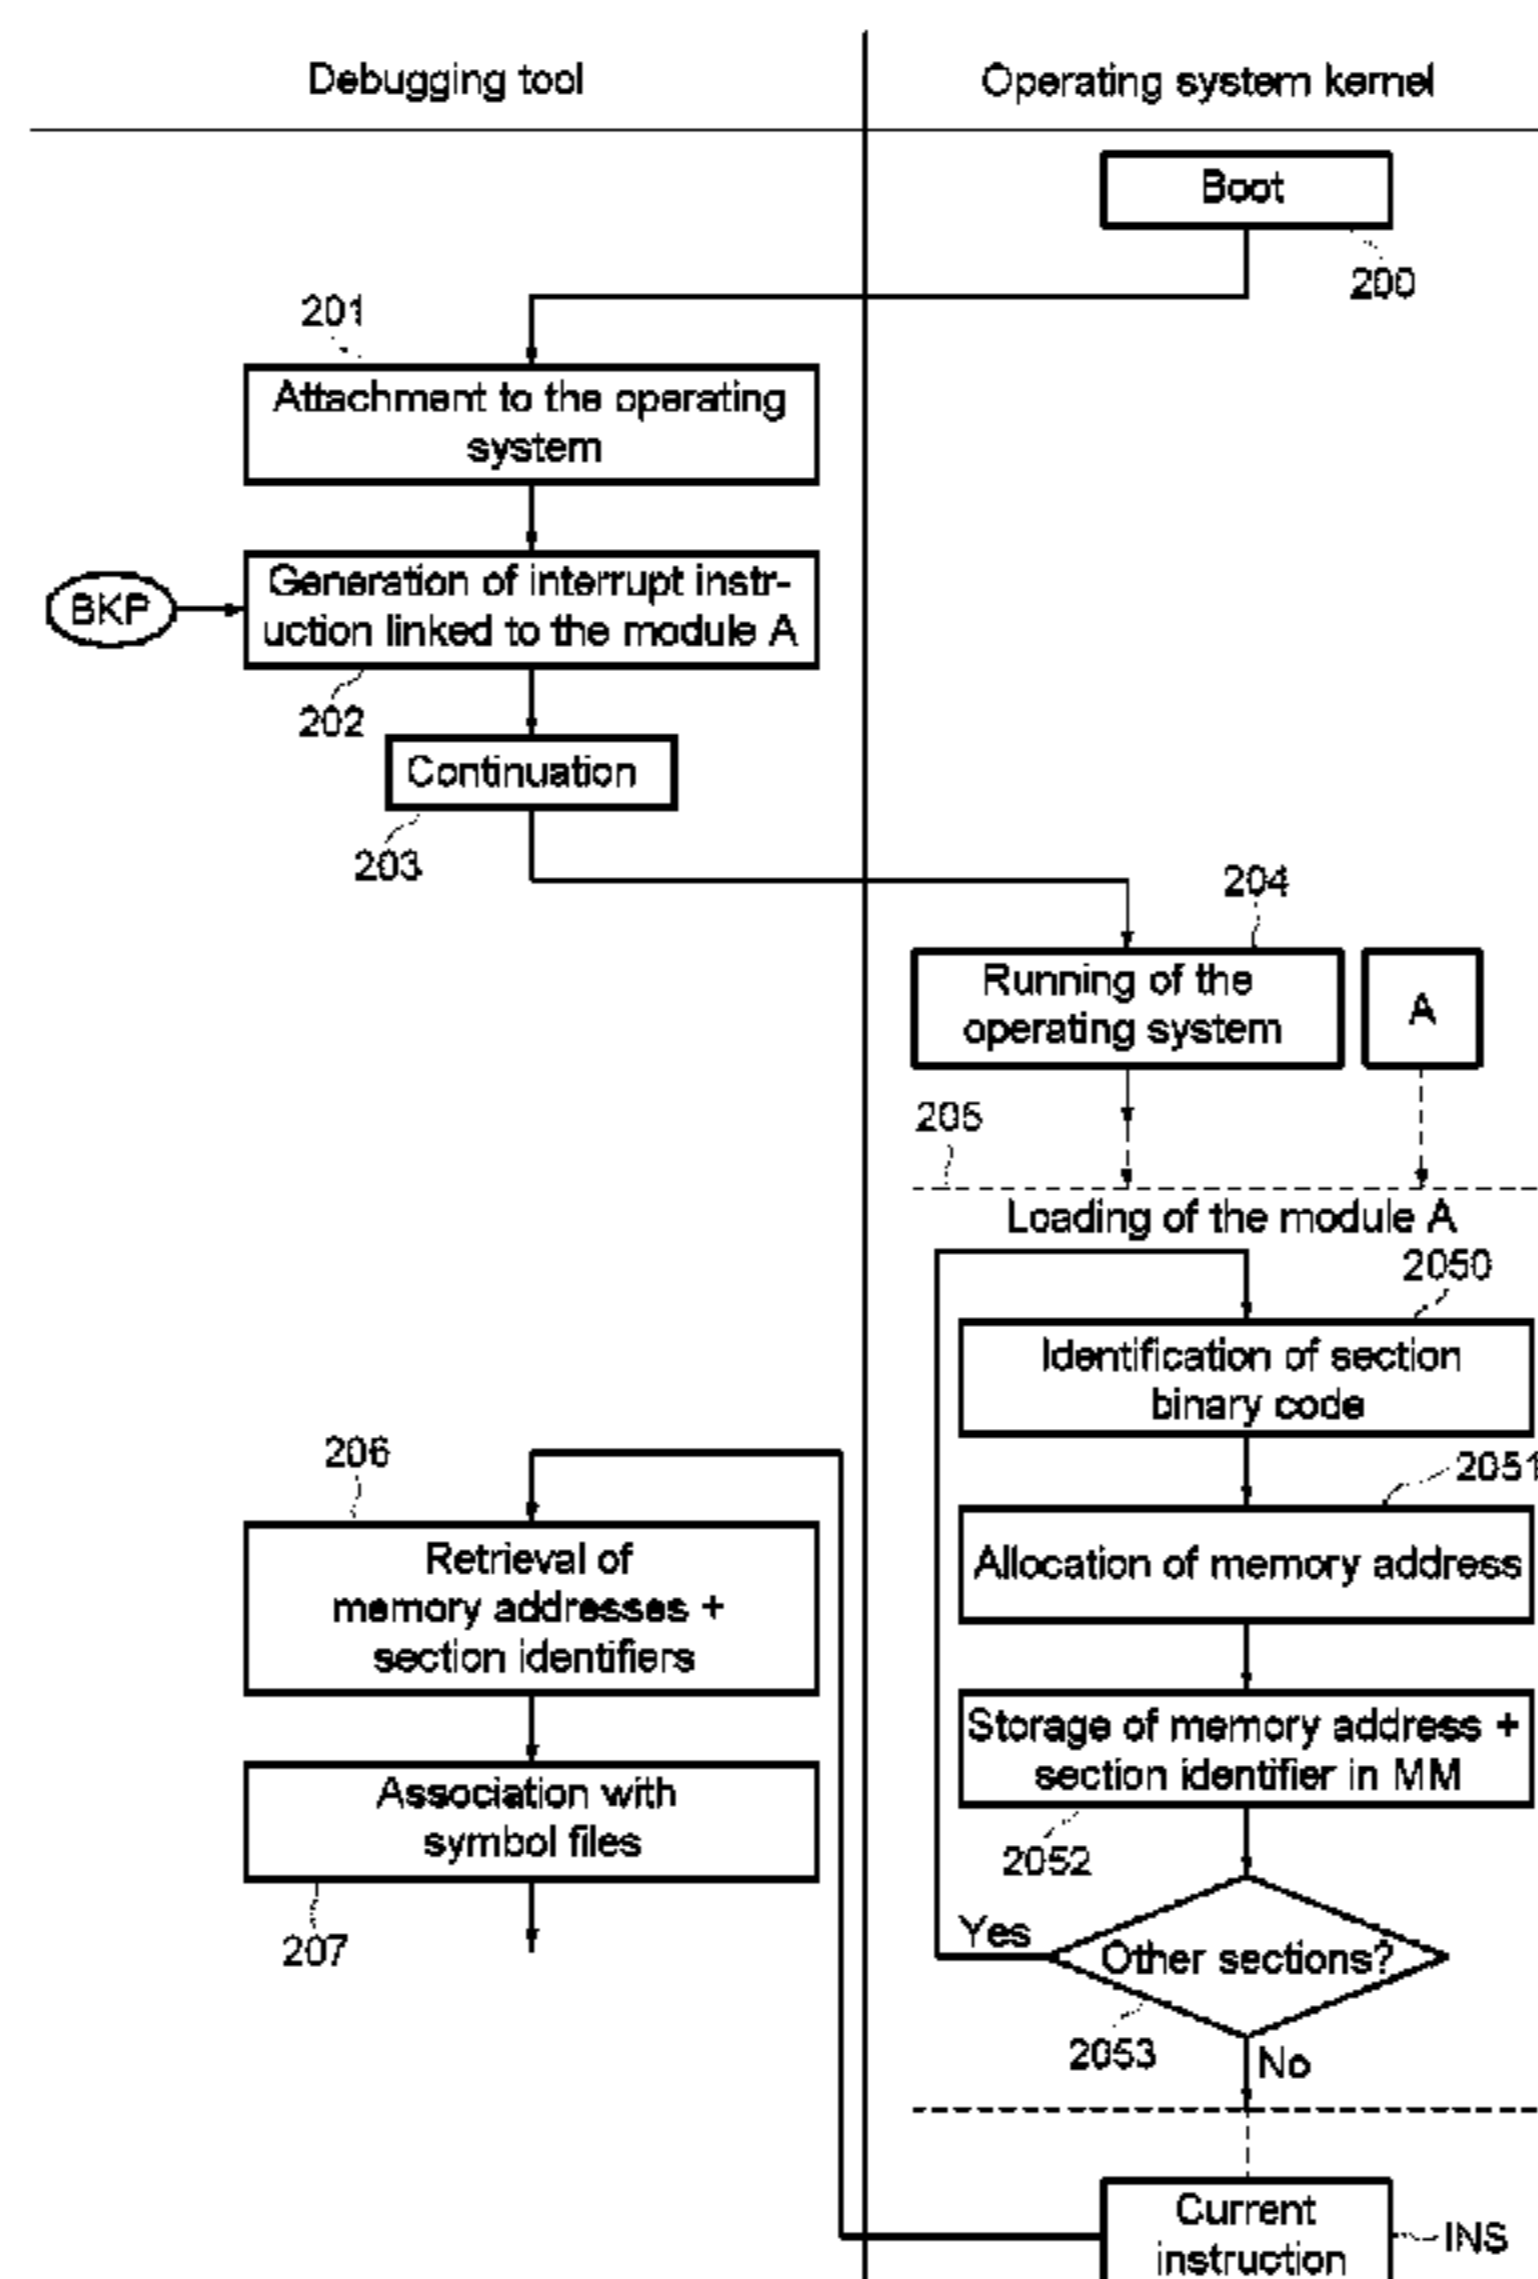 Debugging tool
Operating system kernel
Boot
200
201
Attachment to the operating
system
BKP
Generation of interrupt instr-
uction linked to the module A
202
Continuation
203
204
Running of the
operating system
A
205
Loading of the module A
2050
Identification of section
binary code
2051
Allocation of memory address
206
Retrieval of
memory addresses +
section identifiers
Storage of memory address +
section identifier in MM
2052
Association with
symbol files
207
Yes
Other sections?
2053
No
Current
instruction
INS